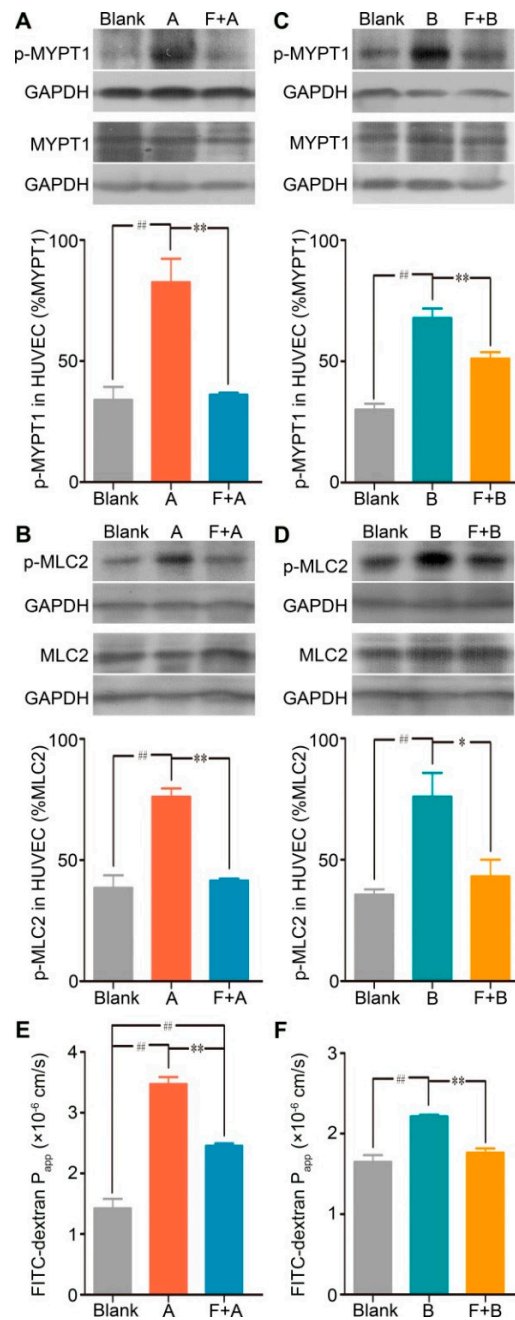 A
Blank A F+A
p-MYPT1
GAPDH
MYPT1
GAPDH
100
50
0
p-MYPT1 in HUVEC (%MYPT1)
## **
Blank A F+A
C
Blank B F+B
p-MYPT1
GAPDH
MYPT1
GAPDH
100
50
0
p-MYPT1 in HUVEC (%MYPT1)
## **
Blank B F+B
B
Blank A F+A
p-MLC2
GAPDH
MLC2
GAPDH
100
50
0
p-MLC2 in HUVEC (%MLC2)
## **
Blank A F+A
D
Blank B F+B
p-MLC2
GAPDH
MLC2
GAPDH
100
50
0
p-MLC2 in HUVEC (%MLC2)
## *
Blank B F+B
E
##
## **
4
3
2
1
0
FITC-dextran Papp (×10⁻⁶ cm/s)
Blank A F+A
F
## **
3
2
1
0
FITC-dextran Papp (×10⁻⁶ cm/s)
Blank B F+B